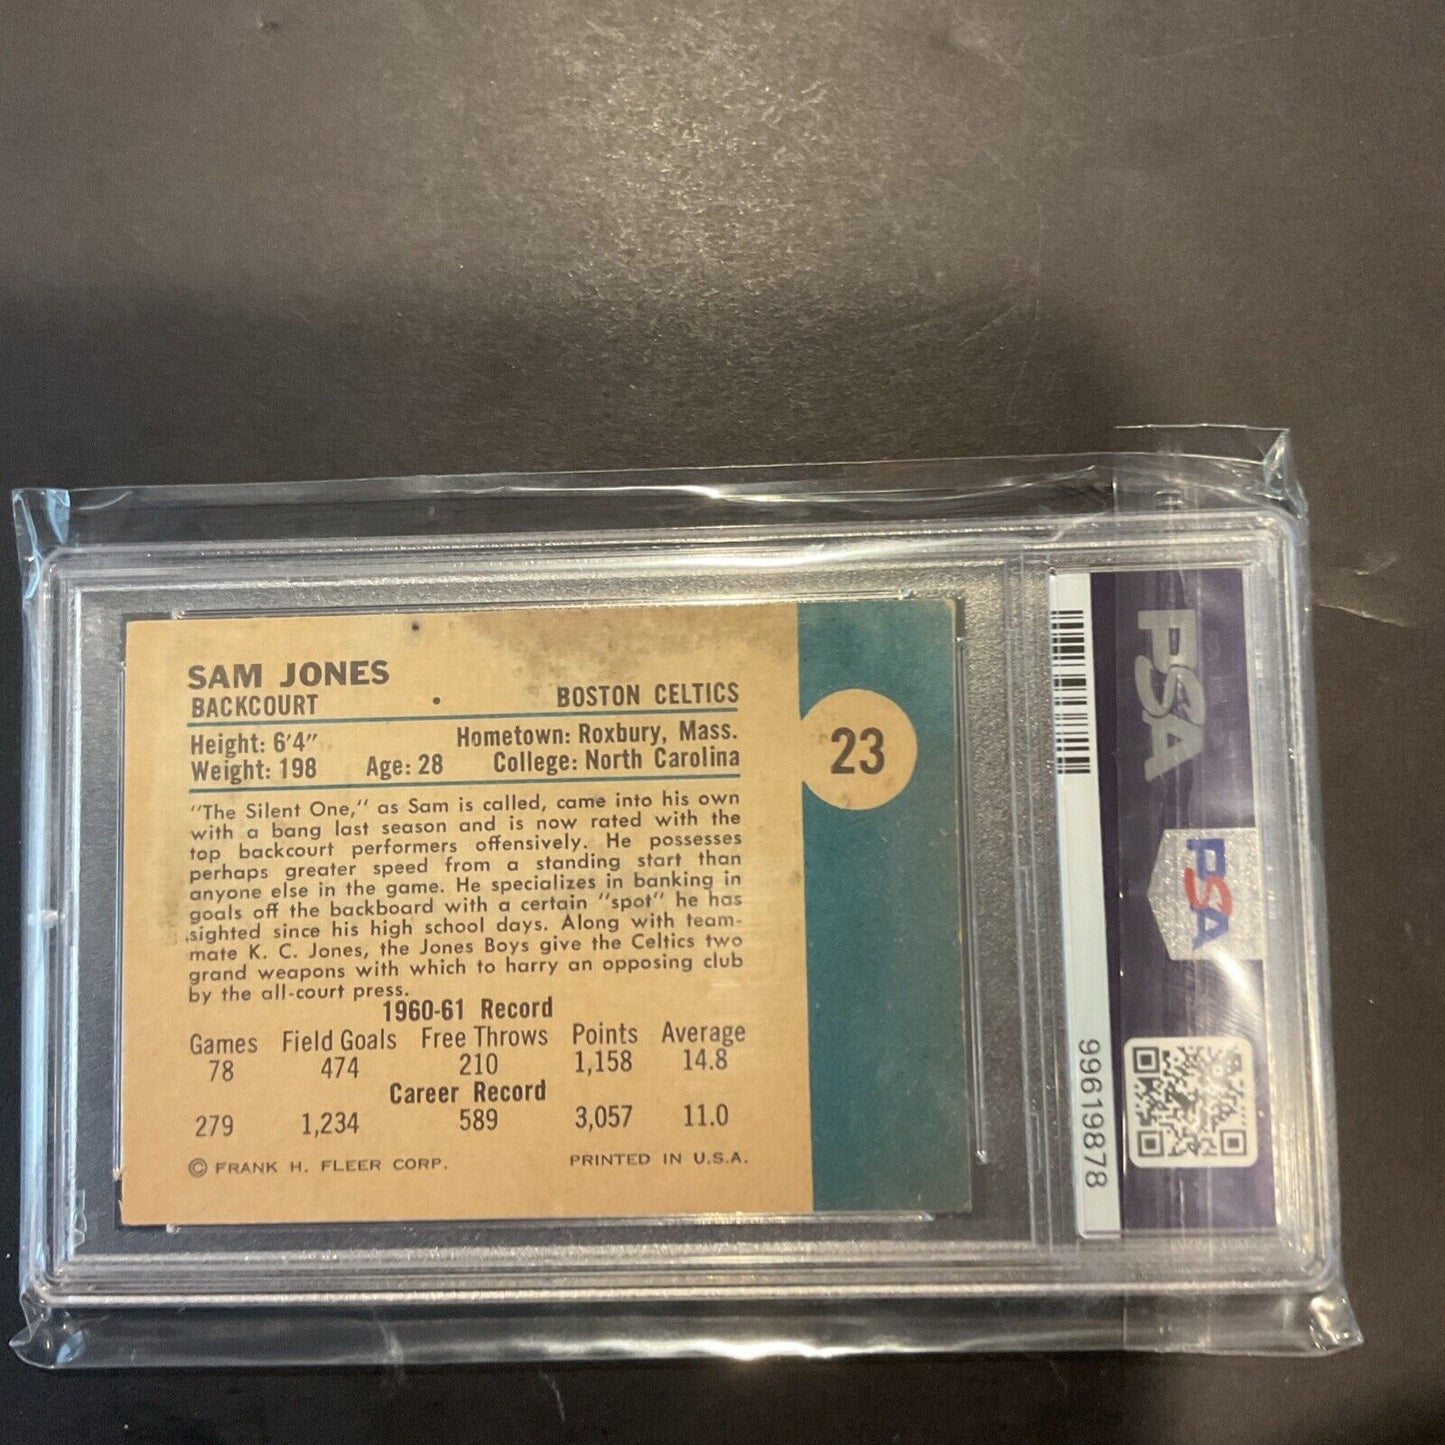 SAM JONES
BACKCOURT • BOSTON CELTICS
Height: 6'4" Hometown: Roxbury, Mass.
Weight: 198 Age: 28 College: North Carolina
"The Silent One," as Sam is called, came into his own
with a bang last season and is now rated with the
top backcourt performers offensively. He possesses
perhaps greater speed from a standing start than
anyone else in the game. He specializes in banking in
goals off the backboard with a certain "spot" he has
sighted since his high school days. Along with team-
mate K. C. Jones, the Jones Boys give the Celtics two
grand weapons with which to harry an opposing club
by the all-court press.
1960-61 Record
Games Field Goals Free Throws Points Average
78 474 210 1,158 14.8
Career Record
279 1,234 589 3,057 11.0
© FRANK H. FLEER CORP. PRINTED IN U.S.A.
23
PSA
PSA
99619878